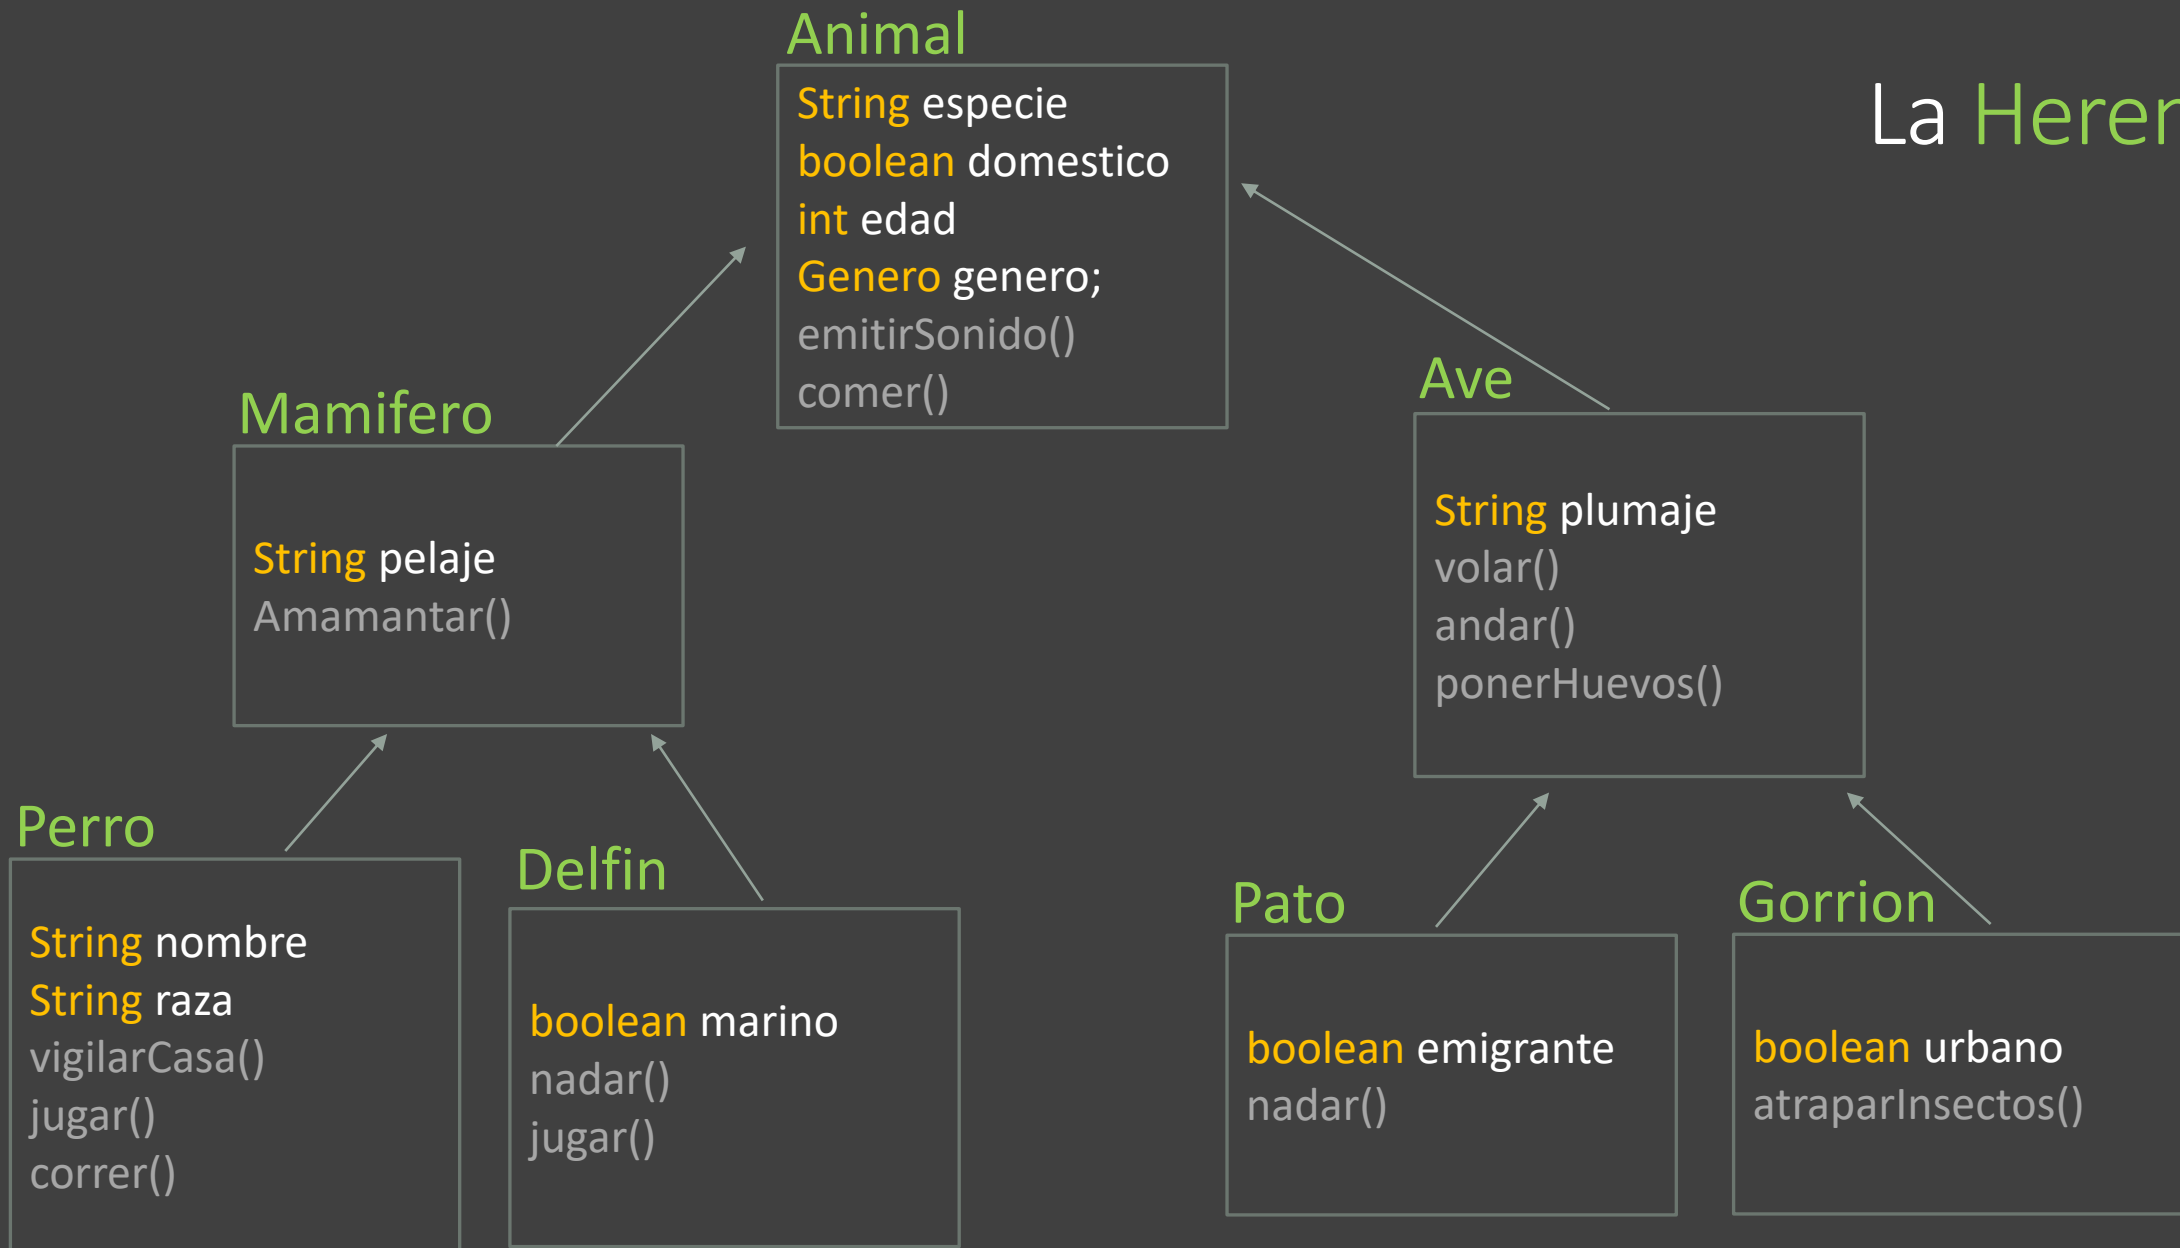 Animal
String especie
boolean domestico
int edad
Genero genero;
emitirSonido()
comer()
La Heren
Mamifero
String pelaje
Amamantar()
Ave
String plumaje
volar()
andar()
ponerHuevos()
Perro
String nombre
String raza
vigilarCasa()
jugar()
correr()
Delfin
boolean marino
nadar()
jugar()
Pato
boolean emigrante
nadar()
Gorrion
boolean urbano
atraparInsectos()